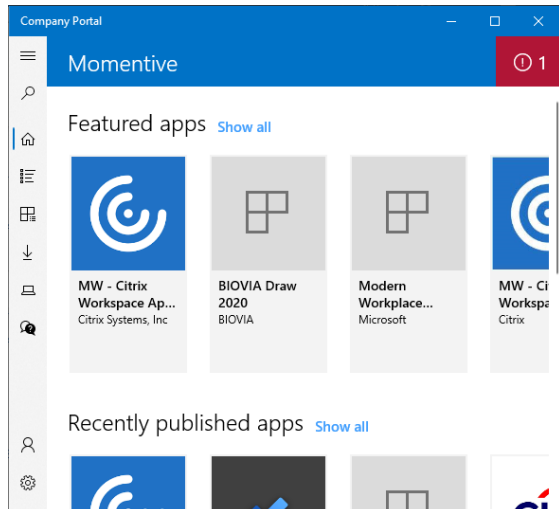 Company Portal
Momentive
1
Featured apps Show all
MW - Citrix
Workspace Ap...
Citrix Systems, Inc
BIOVIA Draw
2020
BIOVIA
Modern
Workplace...
Microsoft
MW - Ci
Workspa
Citrix
Recently published apps Show all